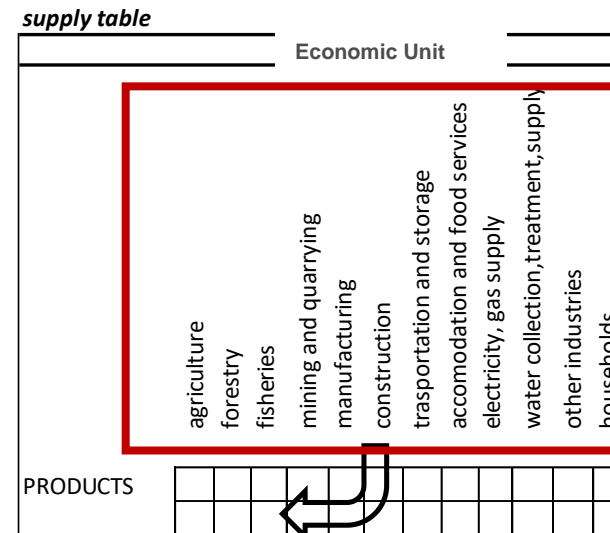 supply table
Economic Unit
agriculture
forestry
fisheries
mining and quarrying
manufacturing
construction
trasportation and storage
accomodation and food services
electricity, gas supply
water collection,treatment,supply
other industries
households
PRODUCTS